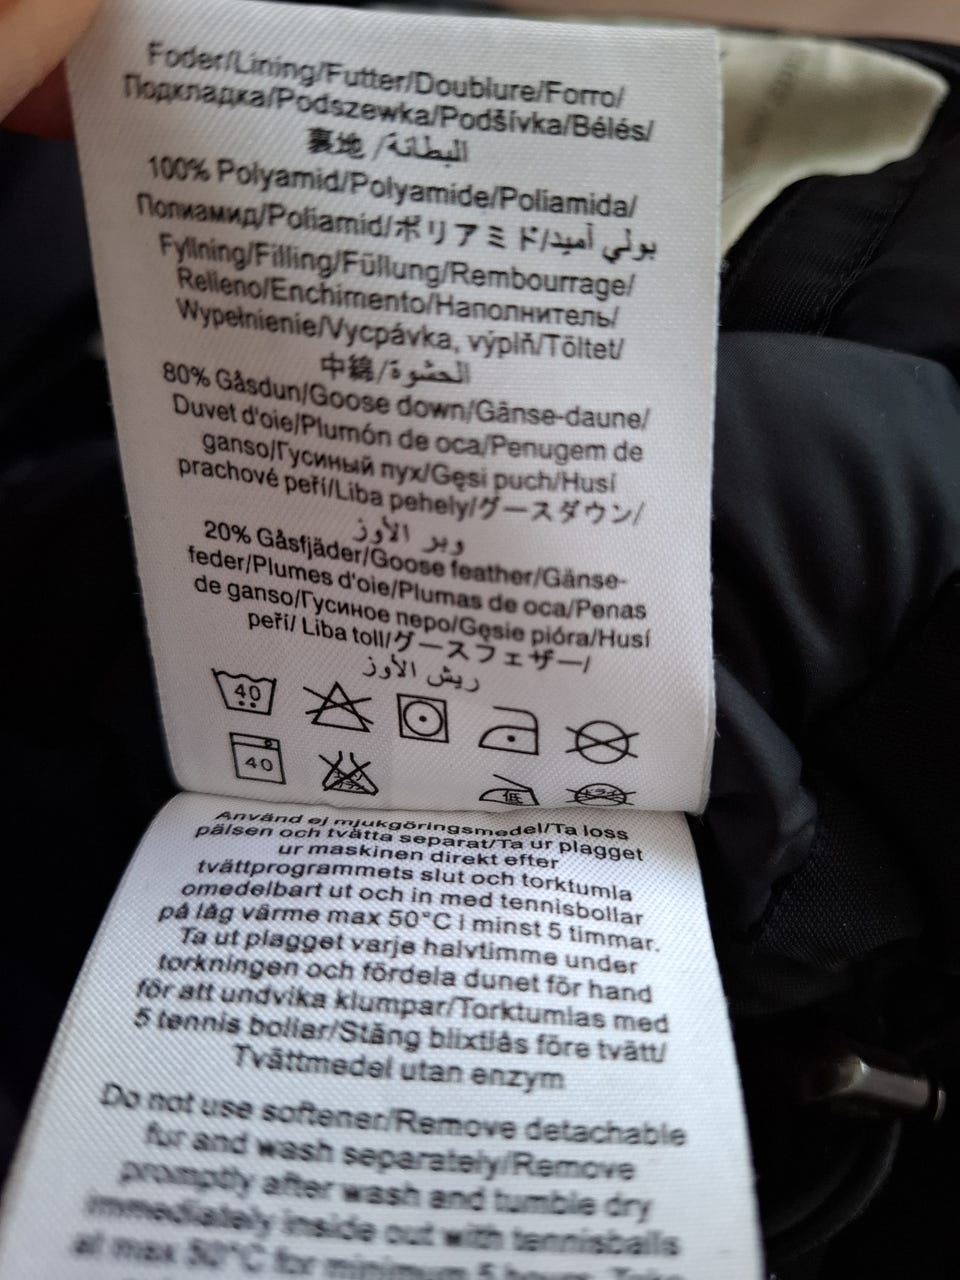 Foder/Lining/Futter/Doublure/Forro/
Подкладка/Podszewka/Podšívka/Bélés/
裏地/البطانة
100% Polyamid/Polyamide/Poliamida/
Полиамид/Poliamid/ポリアミド/بولي أميد
Fyllning/Filling/Füllung/Rembourrage/
Relleno/Enchimento/Наполнитель/
Wypełnienie/Vycpávka, výplň/Töltet/
中綿/الحشوة
80% Gåsdun/Goose down/Gänse-daune/
Duvet d'oie/Plumón de oca/Penugem de
ganso/Гусиный пух/Gęsi puch/Husí
prachové peří/Liba pehely/グースダウン/
وبر الأوز
20% Gåsfjäder/Goose feather/Gänse-
feder/Plumes d'oie/Plumas de oca/Penas
de ganso/Гусиное перо/Gęsie pióra/Husí
peří/ Liba toll/グースフェザー/
ريش الأوز
40
40
低
Använd ej mjukgöringsmedel/Ta loss
pälsen och tvätta separat/Ta ur plagget
ur maskinen direkt efter
tvättprogrammets slut och torktumla
omedelbart ut och in med tennisbollar
på låg värme max 50°C i minst 5 timmar.
Ta ut plagget varje halvtimme under
torkningen och fördela dunet för hand
för att undvika klumpar/Torktumlas med
5 tennis bollar/Stäng blixtlås före tvätt/
Tvättmedel utan enzym
Do not use softener/Remove detachable
fur and wash separately/Remove
promptly after wash and tumble dry
immediately inside out with tennisballs
at max 50°C for minimum 5 hours. Take